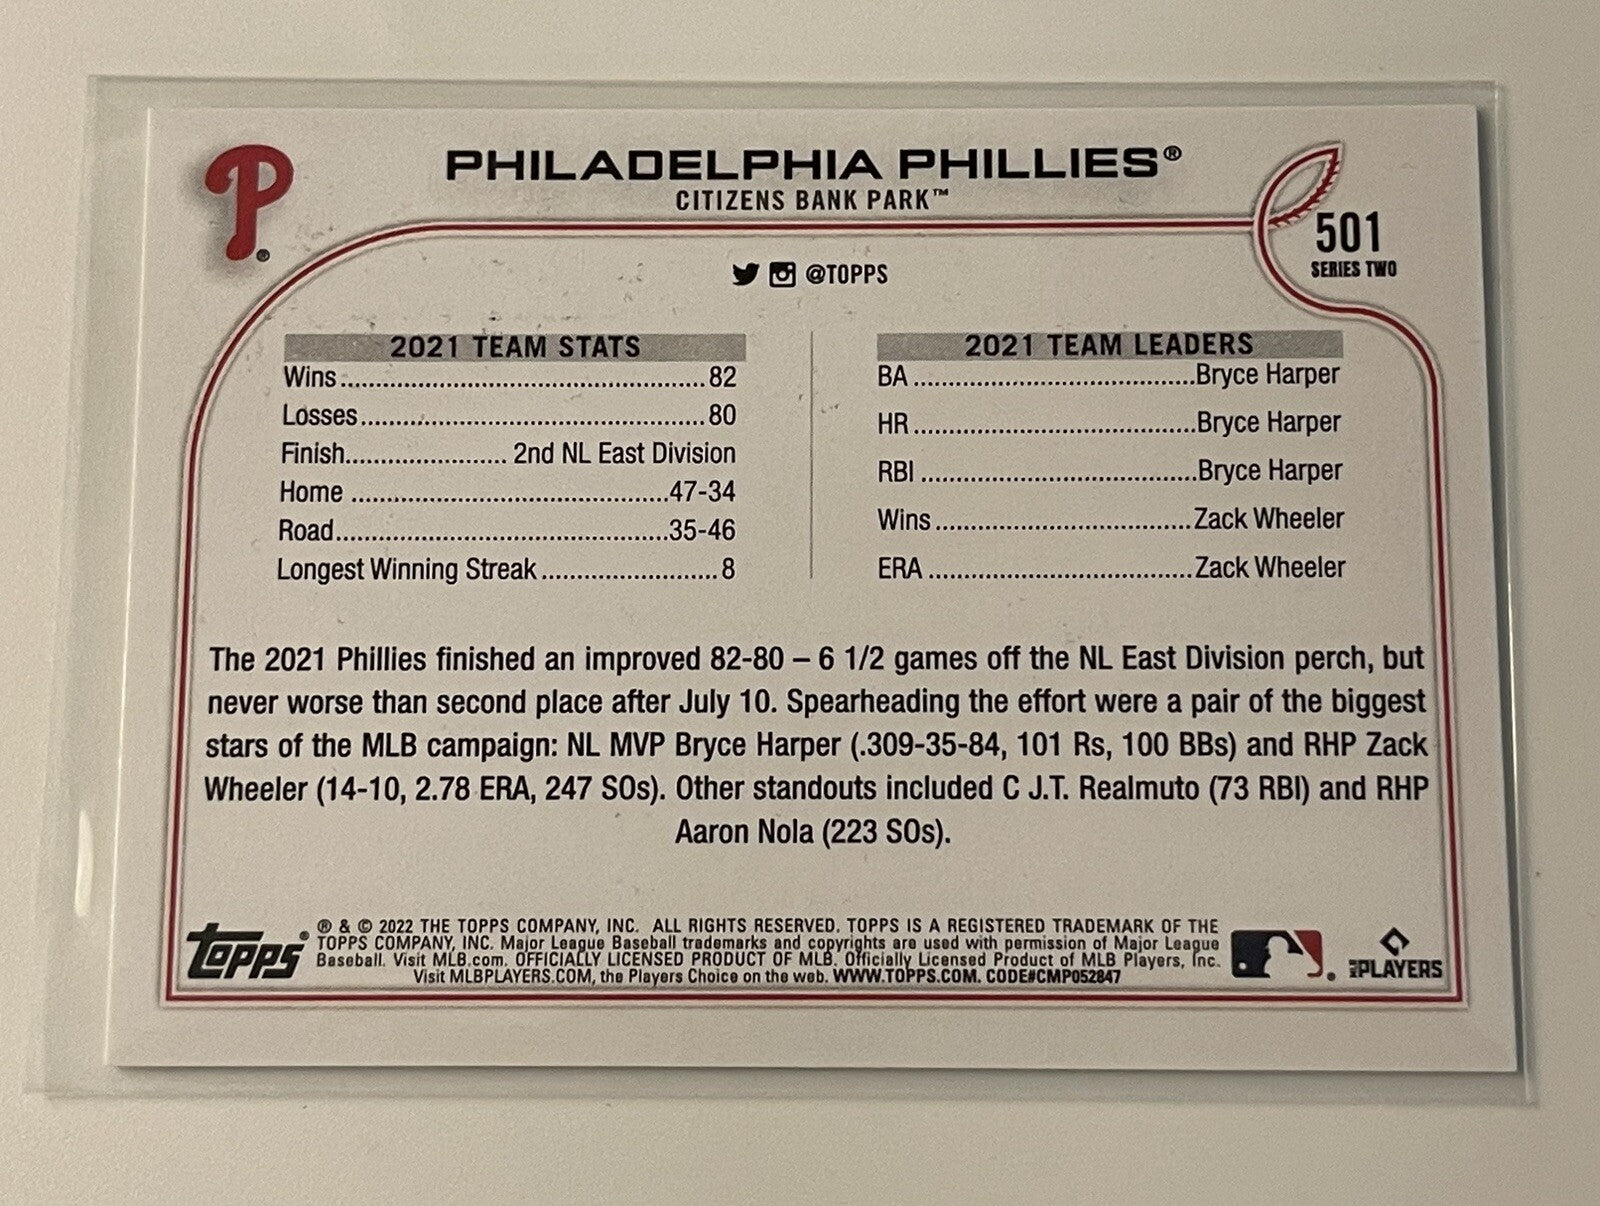 PHILADELPHIA PHILLIES®
CITIZENS BANK PARK™
P®
501
SERIES TWO
@TOPPS
2021 TEAM STATS
Wins................................................82
Losses..............................................80
Finish...................... 2nd NL East Division
Home ...........................................47-34
Road.............................................35-46
Longest Winning Streak........................8
2021 TEAM LEADERS
BA .......................................Bryce Harper
HR .......................................Bryce Harper
RBI ......................................Bryce Harper
Wins...................................Zack Wheeler
ERA ....................................Zack Wheeler
The 2021 Phillies finished an improved 82-80 – 6 1/2 games off the NL East Division perch, but
never worse than second place after July 10. Spearheading the effort were a pair of the biggest
stars of the MLB campaign: NL MVP Bryce Harper (.309-35-84, 101 Rs, 100 BBs) and RHP Zack
Wheeler (14-10, 2.78 ERA, 247 SOs). Other standouts included C J.T. Realmuto (73 RBI) and RHP
Aaron Nola (223 SOs).
Topps®
® & © 2022 THE TOPPS COMPANY, INC. ALL RIGHTS RESERVED. TOPPS IS A REGISTERED TRADEMARK OF THE
TOPPS COMPANY, INC. Major League Baseball trademarks and copyrights are used with permission of Major League
Baseball. Visit MLB.com. OFFICIALLY LICENSED PRODUCT OF MLB. Officially Licensed Product of MLB Players, Inc.
Visit MLBPLAYERS.COM, the Players Choice on the web. WWW.TOPPS.COM. CODE#CMP052847
MLB PLAYERS